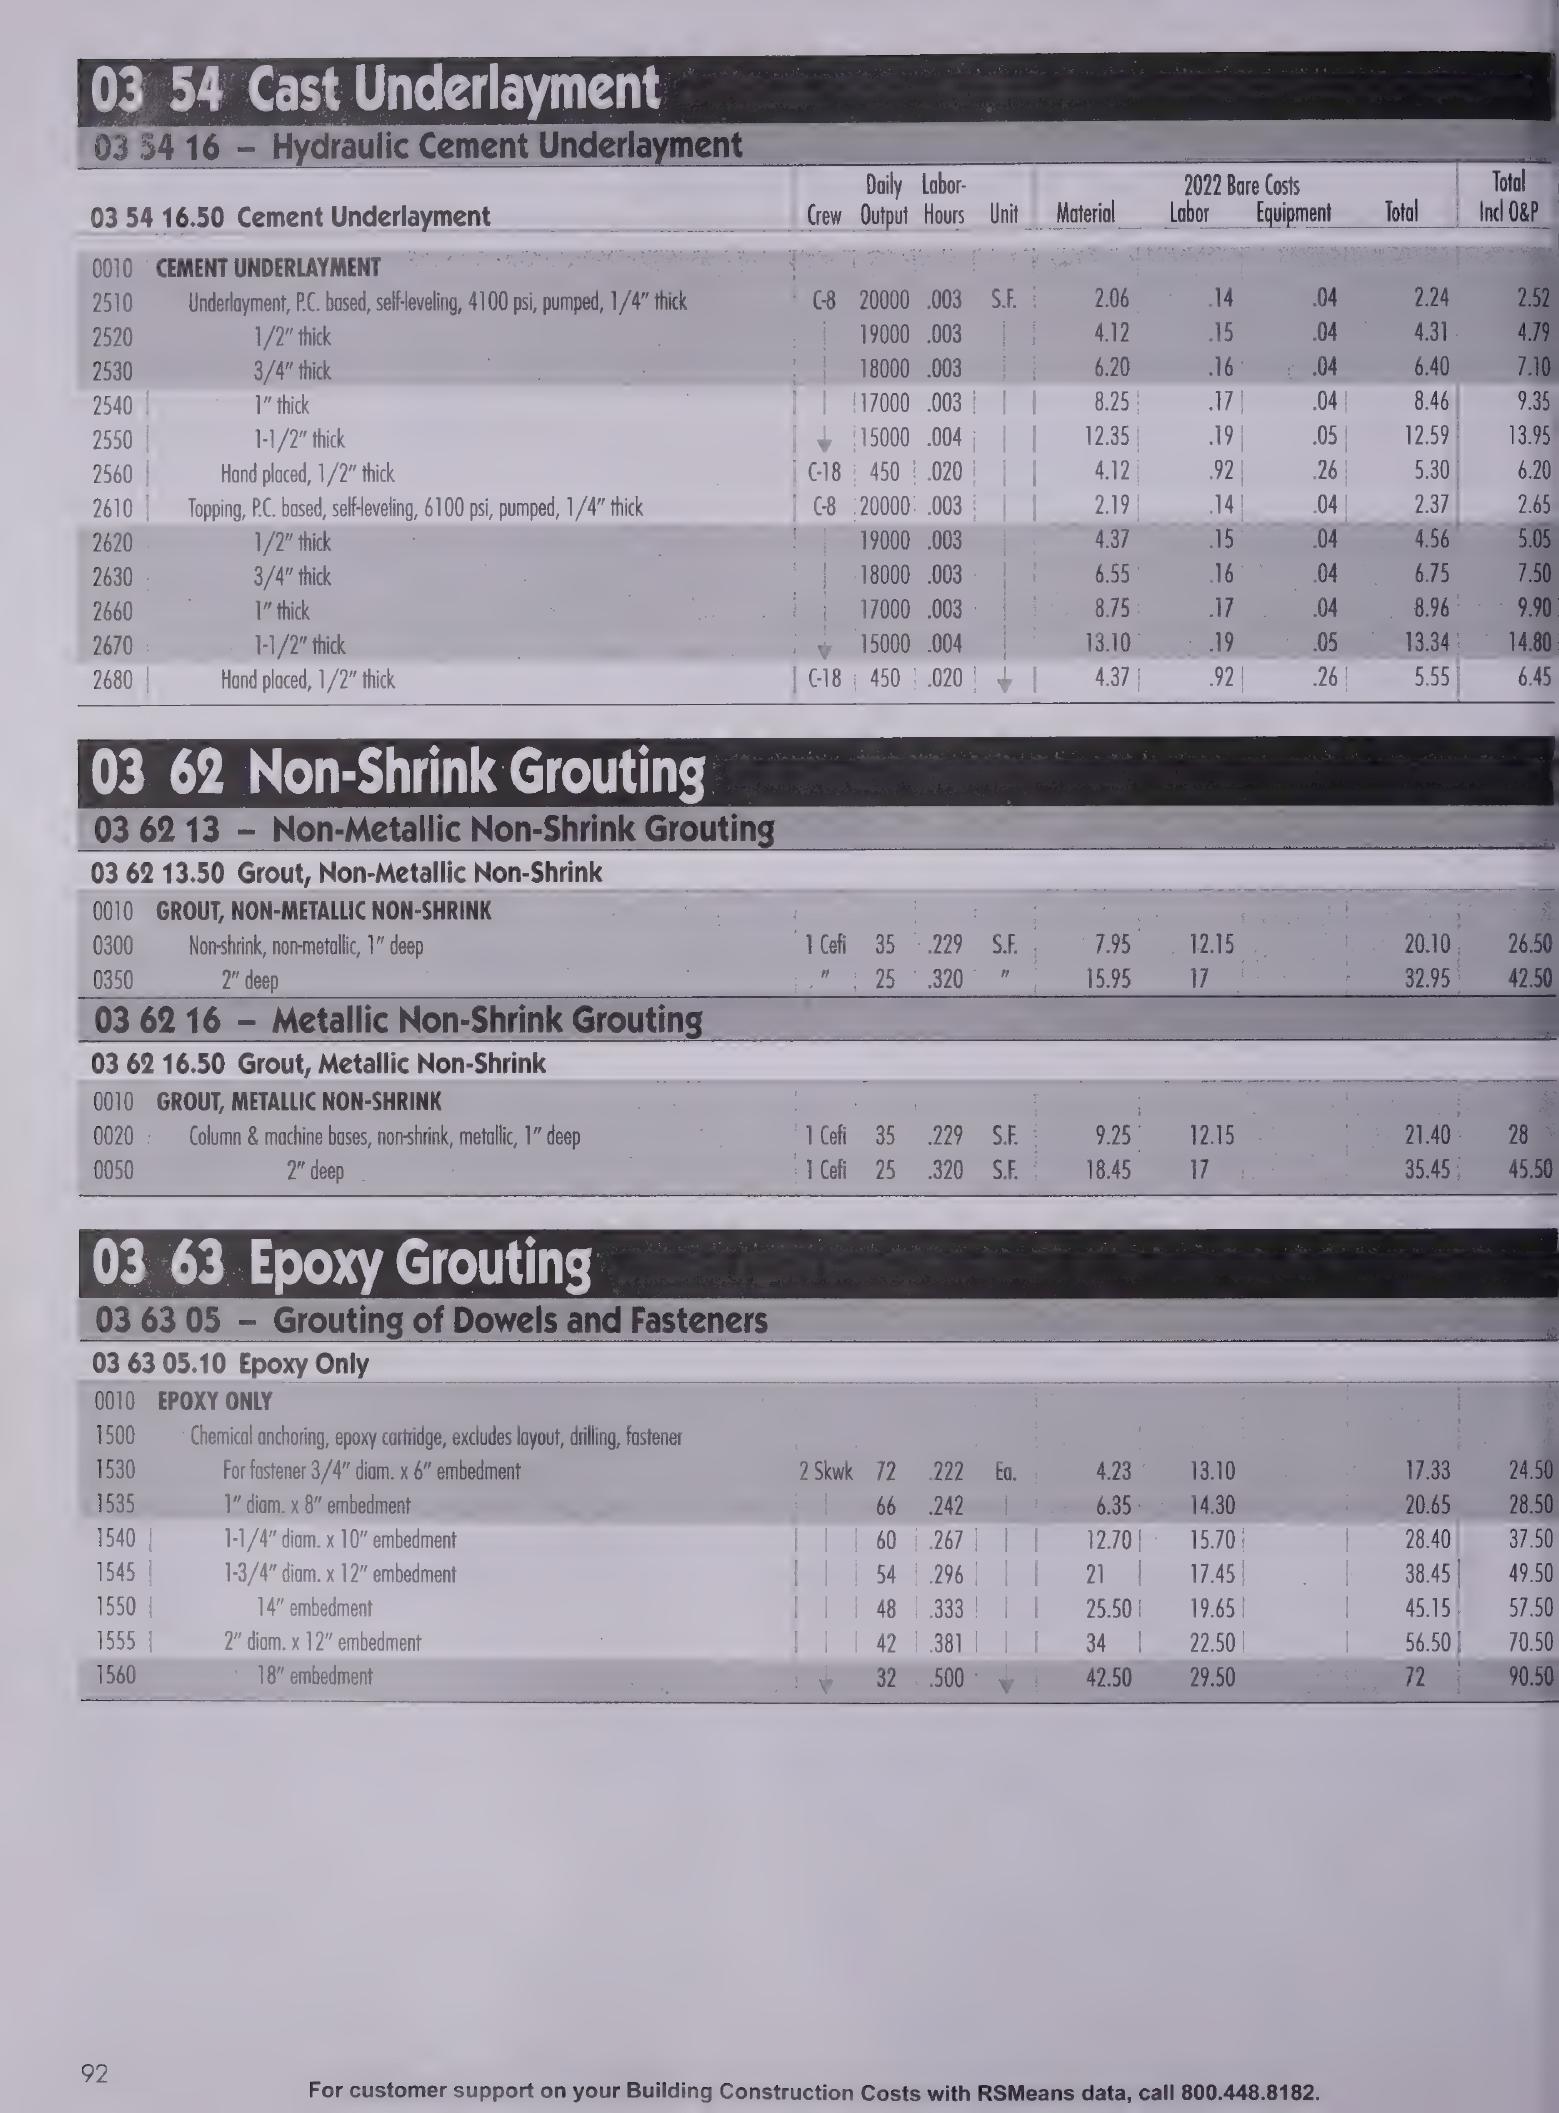 03 54 Cast Underlayment
03 54 16 – Hydraulic Cement Underlayment
Daily Labor- 2022 Bare Costs Total
03 54 16.50 Cement Underlayment Crew Output Hours Unit Material Labor Equipment Total Incl O&P
0010 CEMENT UNDERLAYMENT
2510 Underlayment, P.C. based, self-leveling, 4100 psi, pumped, 1/4" thick C-8 20000 .003 S.F. 2.06 .14 .04 2.24 2.52
2520 1/2" thick 19000 .003 4.12 .15 .04 4.31 4.79
2530 3/4" thick 18000 .003 6.20 .16 .04 6.40 7.10
2540 1" thick 17000 .003 8.25 .17 .04 8.46 9.35
2550 1-1/2" thick 15000 .004 12.35 .19 .05 12.59 13.95
2560 Hand placed, 1/2" thick C-18 450 .020 4.12 .92 .26 5.30 6.20
2610 Topping, P.C. based, self-leveling, 6100 psi, pumped, 1/4" thick C-8 20000 .003 2.19 .14 .04 2.37 2.65
2620 1/2" thick 19000 .003 4.37 .15 .04 4.56 5.05
2630 3/4" thick 18000 .003 6.55 .16 .04 6.75 7.50
2660 1" thick 17000 .003 8.75 .17 .04 8.96 9.90
2670 1-1/2" thick 15000 .004 13.10 .19 .05 13.34 14.80
2680 Hand placed, 1/2" thick C-18 450 .020 4.37 .92 .26 5.55 6.45
03 62 Non-Shrink Grouting
03 62 13 – Non-Metallic Non-Shrink Grouting
03 62 13.50 Grout, Non-Metallic Non-Shrink
0010 GROUT, NON-METALLIC NON-SHRINK
0300 Non-shrink, non-metallic, 1" deep 1 Cefi 35 .229 S.F. 7.95 12.15 20.10 26.50
0350 2" deep " 25 .320 " 15.95 17 32.95 42.50
03 62 16 – Metallic Non-Shrink Grouting
03 62 16.50 Grout, Metallic Non-Shrink
0010 GROUT, METALLIC NON-SHRINK
0020 Column & machine bases, non-shrink, metallic, 1" deep 1 Cefi 35 .229 S.F. 9.25 12.15 21.40 28
0050 2" deep 1 Cefi 25 .320 S.F. 18.45 17 35.45 45.50
03 63 Epoxy Grouting
03 63 05 – Grouting of Dowels and Fasteners
03 63 05.10 Epoxy Only
0010 EPOXY ONLY
1500 Chemical anchoring, epoxy cartridge, excludes layout, drilling, fastener
1530 For fastener 3/4" diam. x 6" embedment 2 Skwk 72 .222 Ea. 4.23 13.10 17.33 24.50
1535 1" diam. x 8" embedment 66 .242 6.35 14.30 20.65 28.50
1540 1-1/4" diam. x 10" embedment 60 .267 12.70 15.70 28.40 37.50
1545 1-3/4" diam. x 12" embedment 54 .296 21 17.45 38.45 49.50
1550 14" embedment 48 .333 25.50 19.65 45.15 57.50
1555 2" diam. x 12" embedment 42 .381 34 22.50 56.50 70.50
1560 18" embedment 32 .500 42.50 29.50 72 90.50
92
For customer support on your Building Construction Costs with RSMeans data, call 800.448.8182.